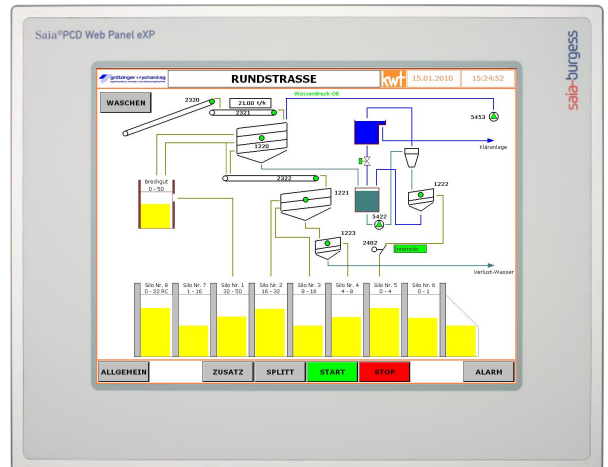 Saia®PCD Web Panel eXP
saia-burgess
grötzinger+rychard ag
RUNDSTRASSE
kwt
15.01.2010
15:24:52
WASCHEN
2320
21.00 t/h
2321
Wasserdruck OK
5453
Kläranlage
1220
2322
Brechgut
0 - 50
1221
1222
5422
1223
2402
Innensilo
Verlust-Wasser
Silo Nr. 8
0 - 22 RC
Silo Nr. 7
1 - 16
Silo Nr. 1
32 - 50
Silo Nr. 2
16 - 32
Silo Nr. 3
8 - 16
Silo Nr. 4
4 - 8
Silo Nr. 5
0 - 4
Silo Nr. 6
0 - 1
ALLGEMEIN
ZUSATZ
SPLITT
START
STOP
ALARM